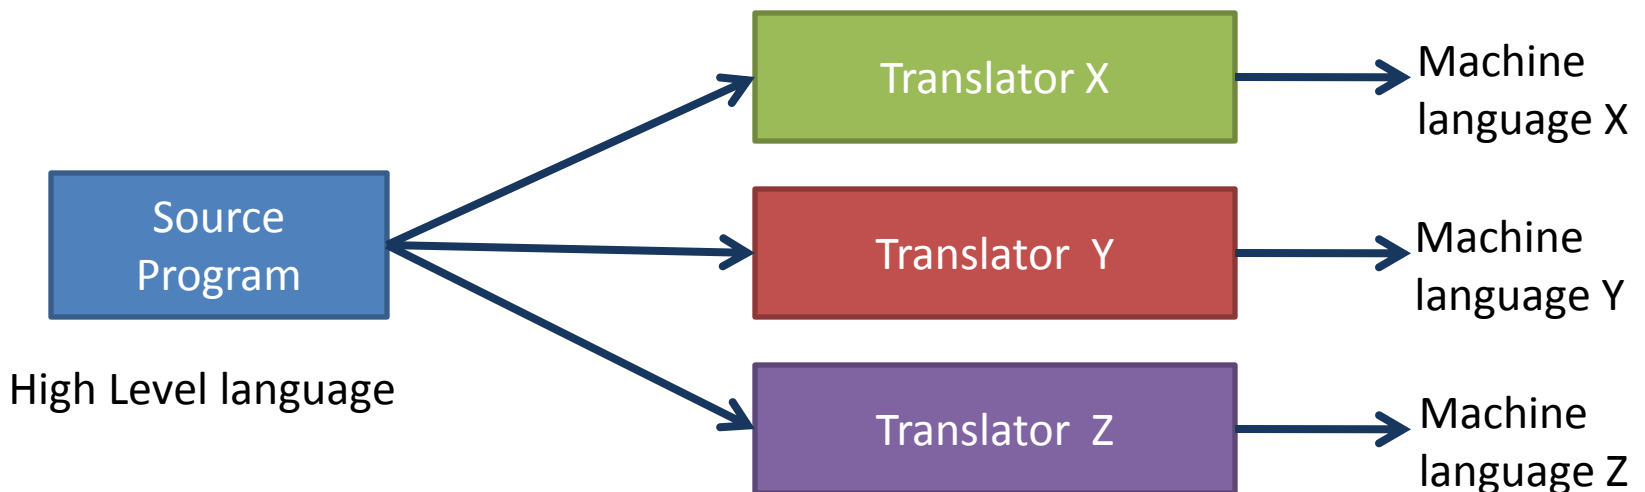 Source
Program
High Level language
Translator X
Machine
language X
Translator Y
Machine
language Y
Translator Z
Machine
language Z